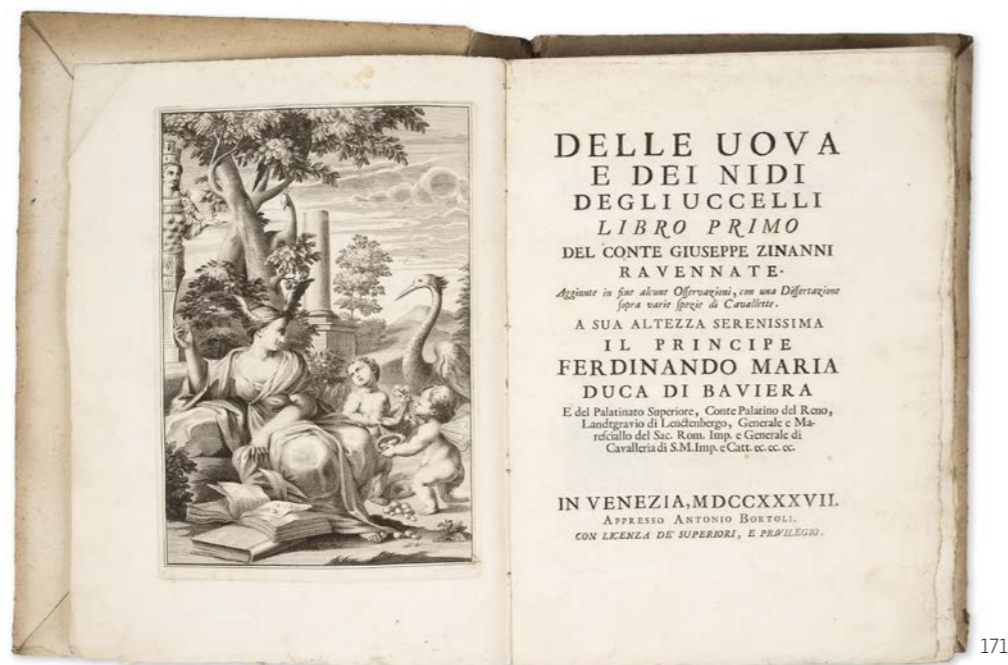 DELLE UOVA
E DEI NIDI
DEGLI UCCELLI
LIBRO PRIMO
DEL CONTE GIUSEPPE ZINANNI
RAVENNATE.
Aggiunte in fine alcune Osservazioni, con una Dissertazione
sopra varie spezie di Cavallette.
A SUA ALTEZZA SERENISSIMA
IL PRINCIPE
FERDINANDO MARIA
DUCA DI BAVIERA
E del Palatinato Superiore, Conte Palatino del Reno,
Landtgravio di Leuctenbergo, Generale e Ma-
resciallo del Sac. Rom. Imp. e Generale di
Cavalleria di S.M. Imp. e Catt. ec. ec. ec.
IN VENEZIA, MDCCXXXVII.
APPRESSO ANTONIO BORTOLI.
CON LICENZA DE' SUPERIORI, E PRIVILEGIO.
171